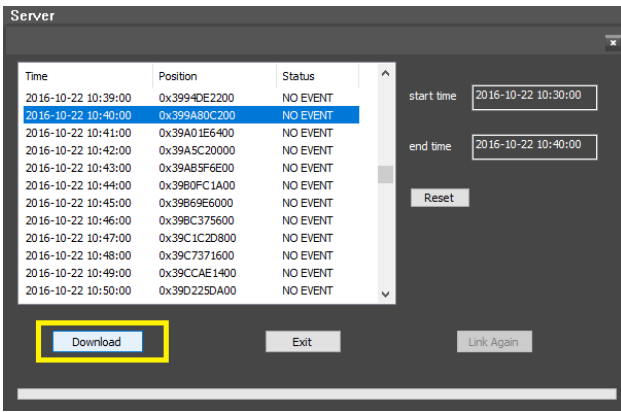 Server
Time Position Status
2016-10-22 10:39:00 0x3994DE2200 NO EVENT
2016-10-22 10:40:00 0x399A80C200 NO EVENT
2016-10-22 10:41:00 0x39A01E6400 NO EVENT
2016-10-22 10:42:00 0x39A5C20000 NO EVENT
2016-10-22 10:43:00 0x39AB5F6E00 NO EVENT
2016-10-22 10:44:00 0x39B0FC1A00 NO EVENT
2016-10-22 10:45:00 0x39B69E6000 NO EVENT
2016-10-22 10:46:00 0x39BC375600 NO EVENT
2016-10-22 10:47:00 0x39C1C2D800 NO EVENT
2016-10-22 10:48:00 0x39C7371600 NO EVENT
2016-10-22 10:49:00 0x39CCAE1400 NO EVENT
2016-10-22 10:50:00 0x39D225DA00 NO EVENT
start time 2016-10-22 10:30:00
end time 2016-10-22 10:40:00
Reset
Download Exit Link Again